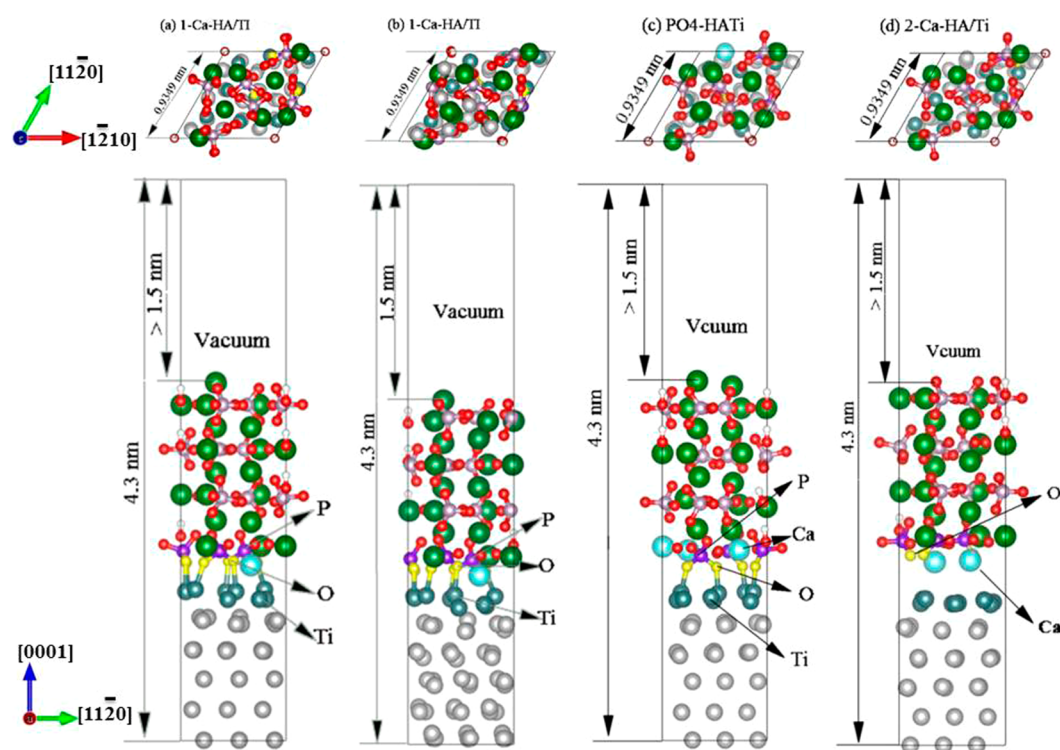 (a) 1-Ca-HA/TI
(b) 1-Ca-HA/TI
(c) PO4-HATi
(d) 2-Ca-HA/Ti
[112̅0]
[12̅10]
0.9349 nm
0.9349 nm
0.9349 nm
0.9349 nm
> 1.5 nm
Vacuum
4.3 nm
P
O
Ti
1.5 nm
Vacuum
4.3 nm
P
O
Ti
> 1.5 nm
Vcuum
4.3 nm
P
Ca
O
Ti
> 1.5 nm
Vcuum
4.3 nm
O
Ca
[0001]
[112̅0]